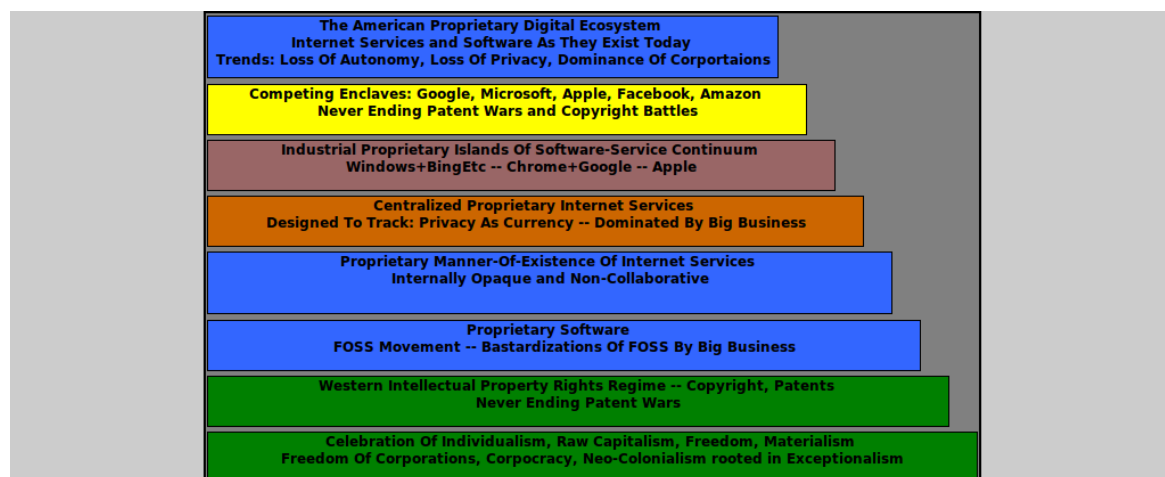 The American Proprietary Digital Ecosystem
Internet Services and Software As They Exist Today
Trends: Loss Of Autonomy, Loss Of Privacy, Dominance Of Corportaions
Competing Enclaves: Google, Microsoft, Apple, Facebook, Amazon
Never Ending Patent Wars and Copyright Battles
Industrial Proprietary Islands Of Software-Service Continuum
Windows+BingEtc -- Chrome+Google -- Apple
Centralized Proprietary Internet Services
Designed To Track: Privacy As Currency -- Dominated By Big Business
Proprietary Manner-Of-Existence Of Internet Services
Internally Opaque and Non-Collaborative
Proprietary Software
FOSS Movement -- Bastardizations Of FOSS By Big Business
Western Intellectual Property Rights Regime -- Copyright, Patents
Never Ending Patent Wars
Celebration Of Individualism, Raw Capitalism, Freedom, Materialism
Freedom Of Corporations, Corpocracy, Neo-Colonialism rooted in Exceptionalism